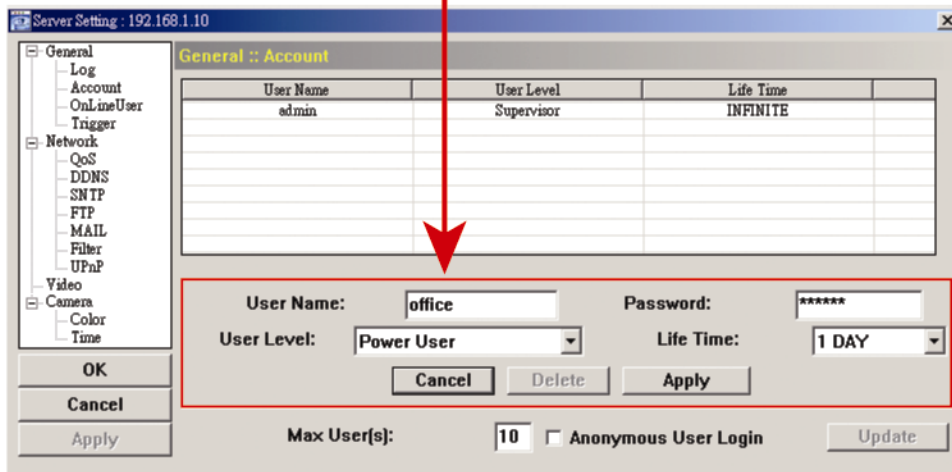 Server Setting : 192.168.1.10
General
Log
Account
OnLineUser
Trigger
Network
QoS
DDNS
SNTP
FTP
MAIL
Filter
UPnP
Video
Camera
Color
Time
OK
Cancel
Apply
General :: Account
User Name User Level Life Time
admin Supervisor INFINITE
User Name: office Password: ******
User Level: Power User Life Time: 1 DAY
Cancel Delete Apply
Max User(s): 10 Anonymous User Login Update